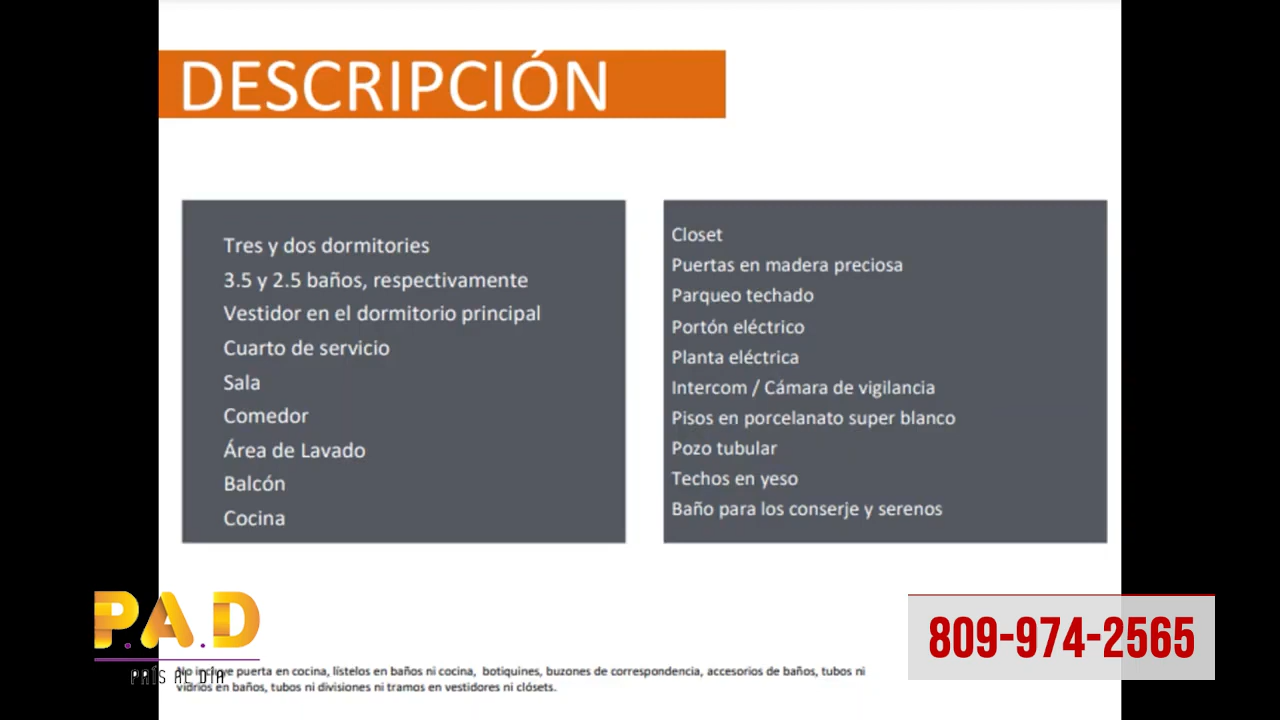 DESCRIPCIÓN
Tres y dos dormitories
3.5 y 2.5 baños, respectivamente
Vestidor en el dormitorio principal
Cuarto de servicio
Sala
Comedor
Área de Lavado
Balcón
Cocina
Closet
Puertas en madera preciosa
Parqueo techado
Portón eléctrico
Planta eléctrica
Intercom / Cámara de vigilancia
Pisos en porcelanato super blanco
Pozo tubular
Techos en yeso
Baño para los conserje y serenos
P.A.D
PAÍS AL DÍA
809-974-2565
No incluye puerta en cocina, lístelos en baños ni cocina, botiquines, buzones de correspondencia, accesorios de baños, tubos ni
vidrios en baños, tubos ni divisiones ni tramos en vestidores ni clósets.